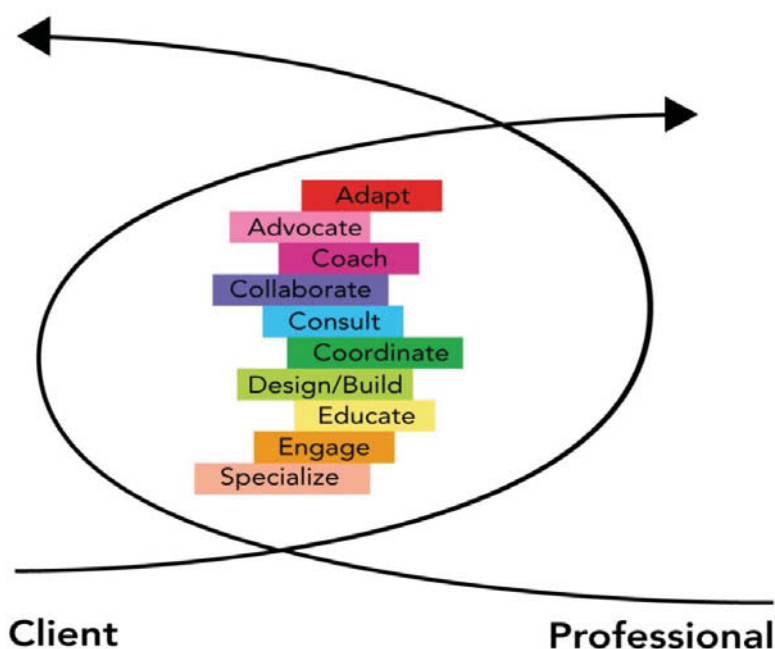 Adapt
Advocate
Coach
Collaborate
Consult
Coordinate
Design/Build
Educate
Engage
Specialize
Client
Professional